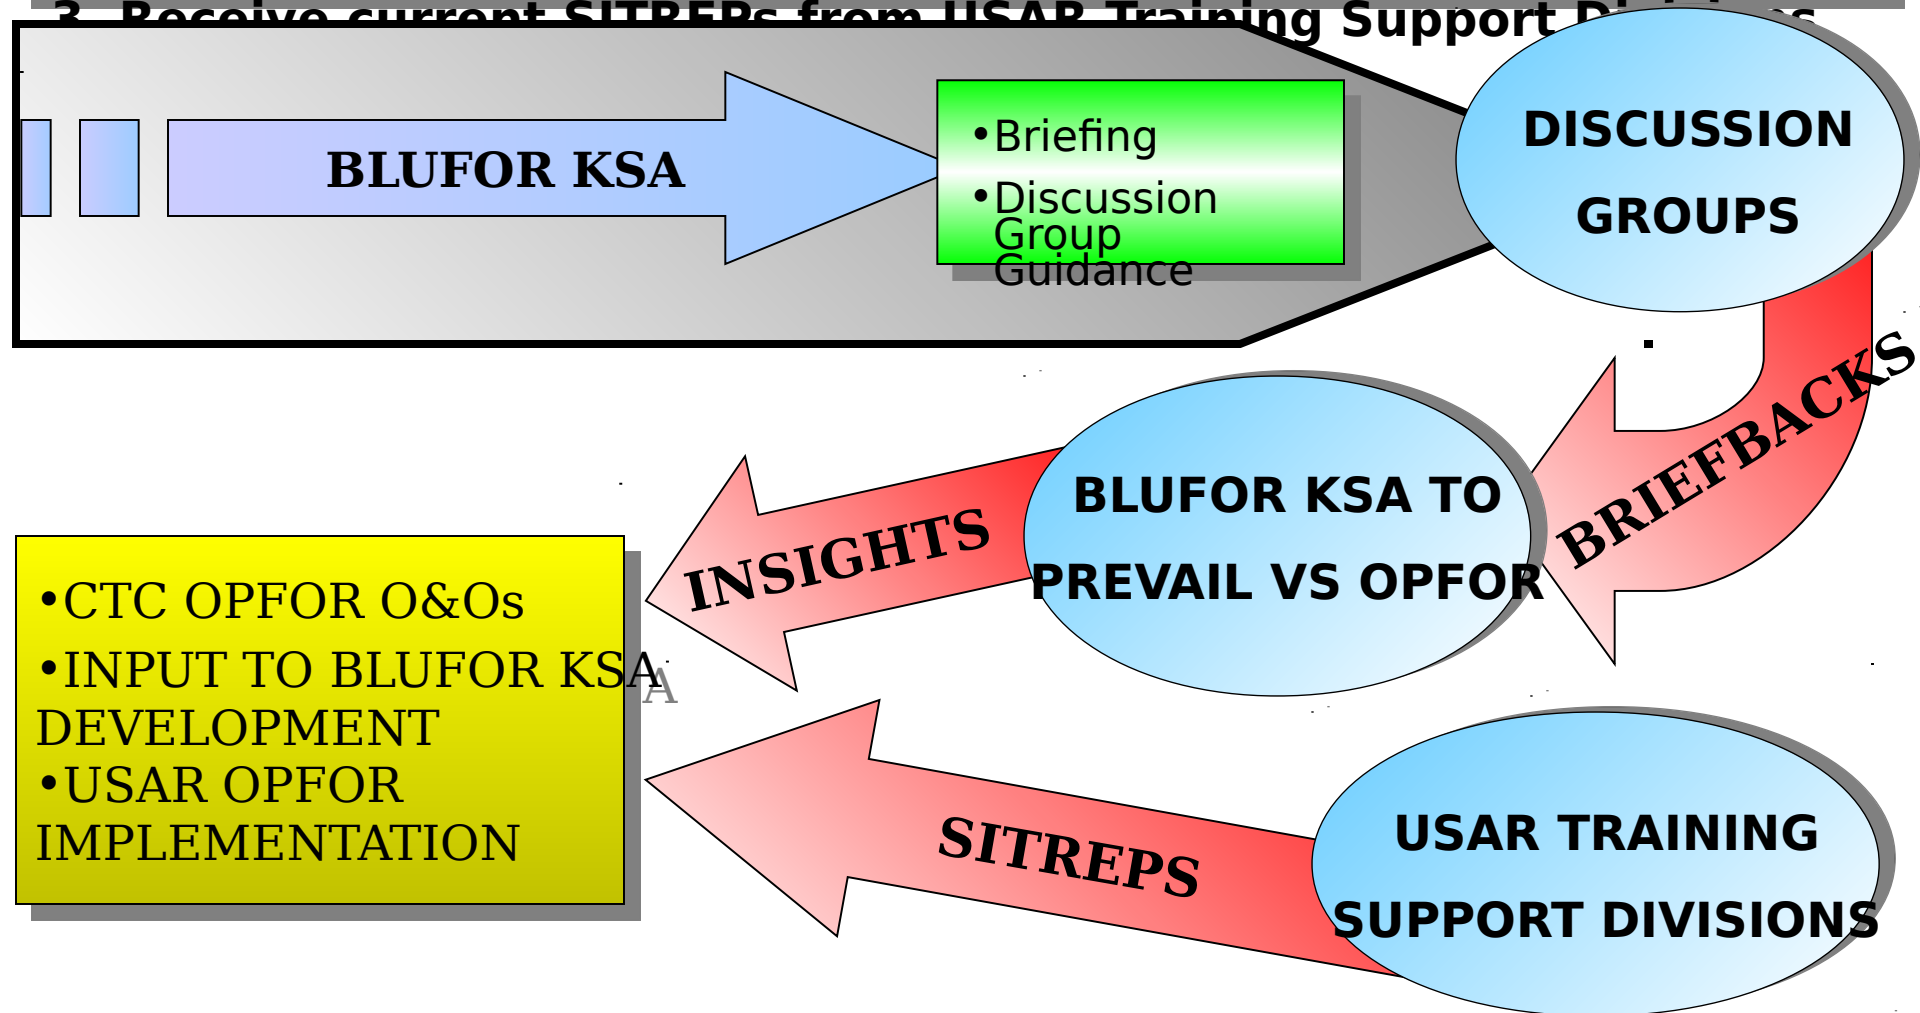 3. Receive current SITREPs from USAR Training Support Divisions
BLUFOR KSA
•Briefing
•Discussion
Group
Guidance
DISCUSSION
GROUPS
BRIEFBACKS
BLUFOR KSA TO
PREVAIL VS OPFOR
INSIGHTS
•CTC OPFOR O&Os
•INPUT TO BLUFOR KSA
DEVELOPMENT
•USAR OPFOR
IMPLEMENTATION
SITREPS
USAR TRAINING
SUPPORT DIVISIONS